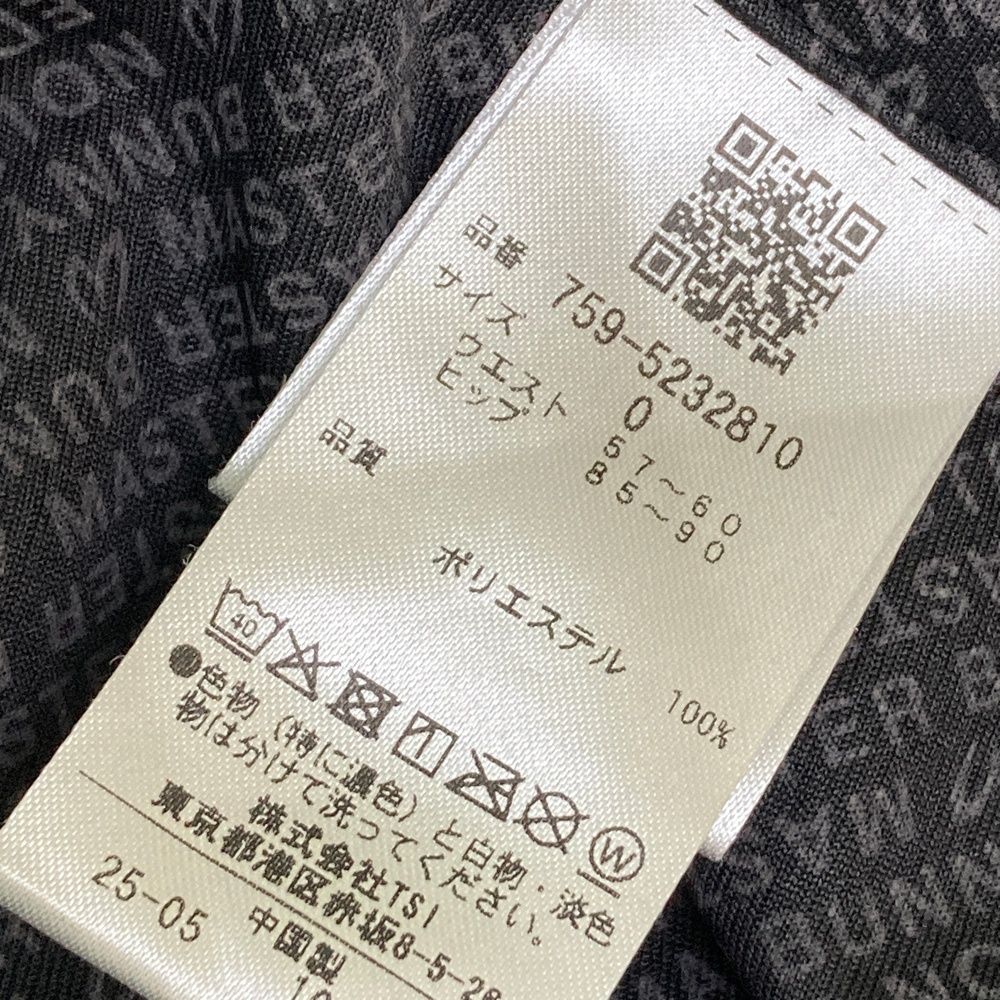 品番 759-5232810
サイズ 0
ウエスト 57～60
ヒップ 85～90
品質
ポリエステル 100%
40
W
●色物（特に濃色）と白物・淡色
物は分けて洗ってください。
株式会社TSI
東京都港区赤坂8-5-28
25-05 中国製
MASTER BUNNY